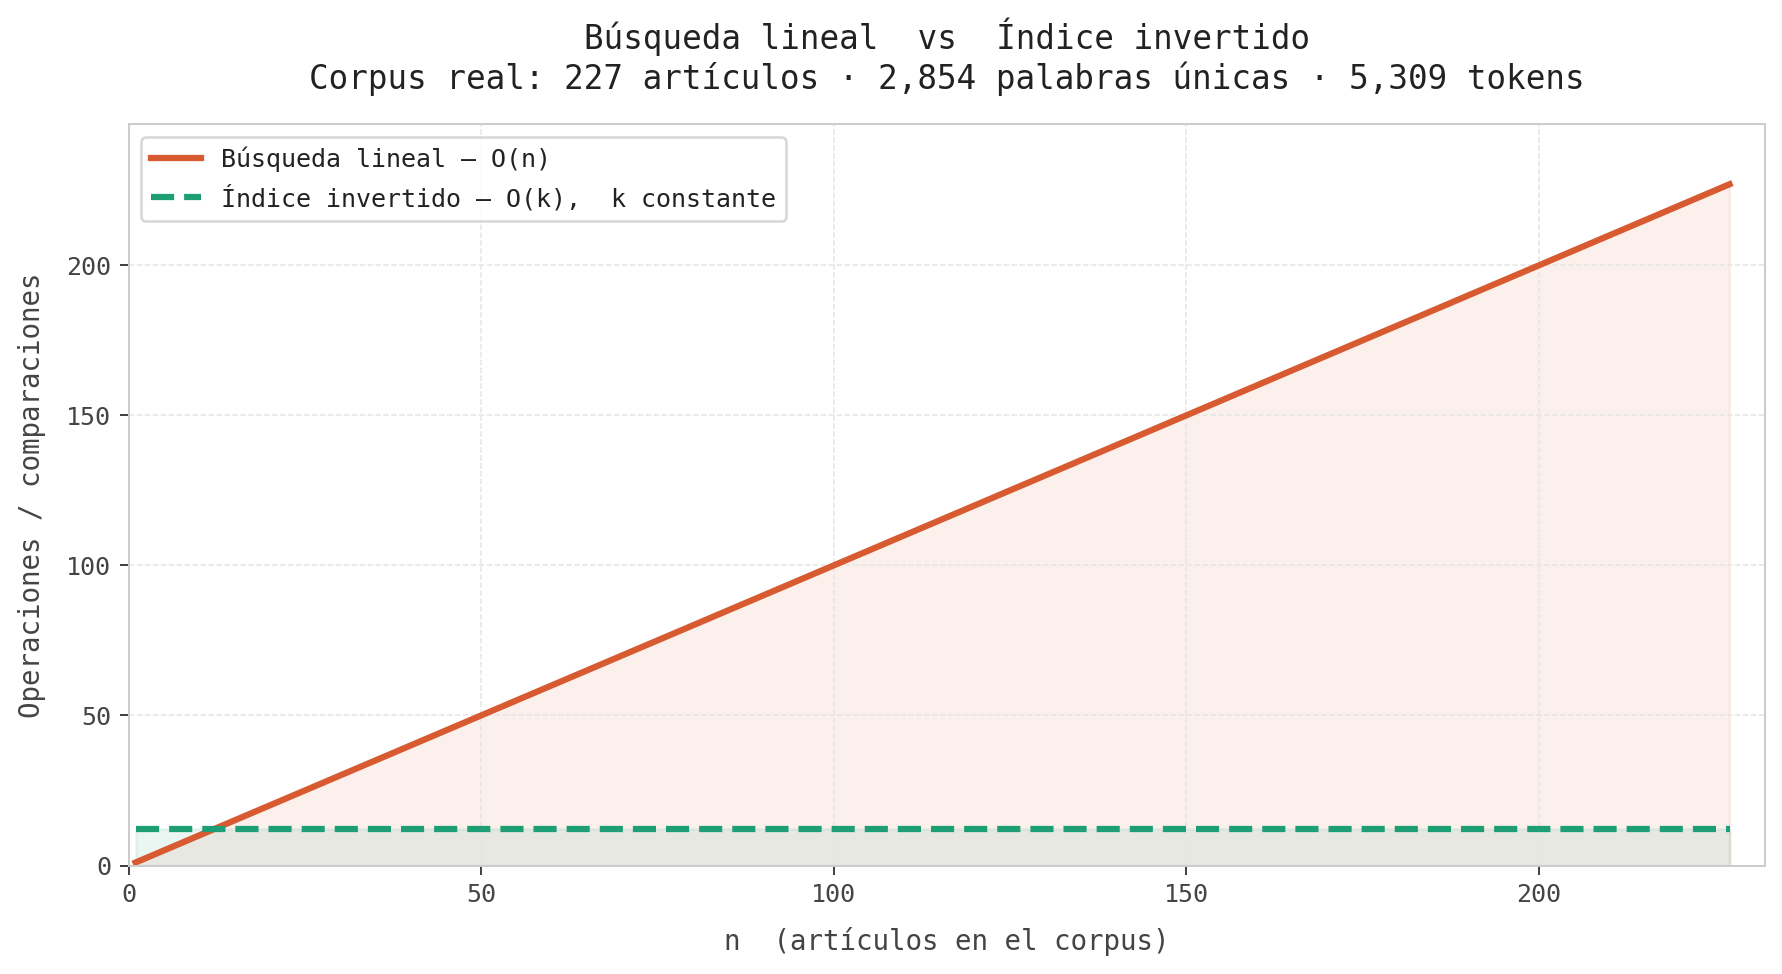 Búsqueda lineal  vs  Índice invertido
Corpus real: 227 artículos · 2,854 palabras únicas · 5,309 tokens
Búsqueda lineal — O(n)
Índice invertido — O(k),  k constante
Operaciones / comparaciones
200
150
100
50
0
0 50 100 150 200
n  (artículos en el corpus)